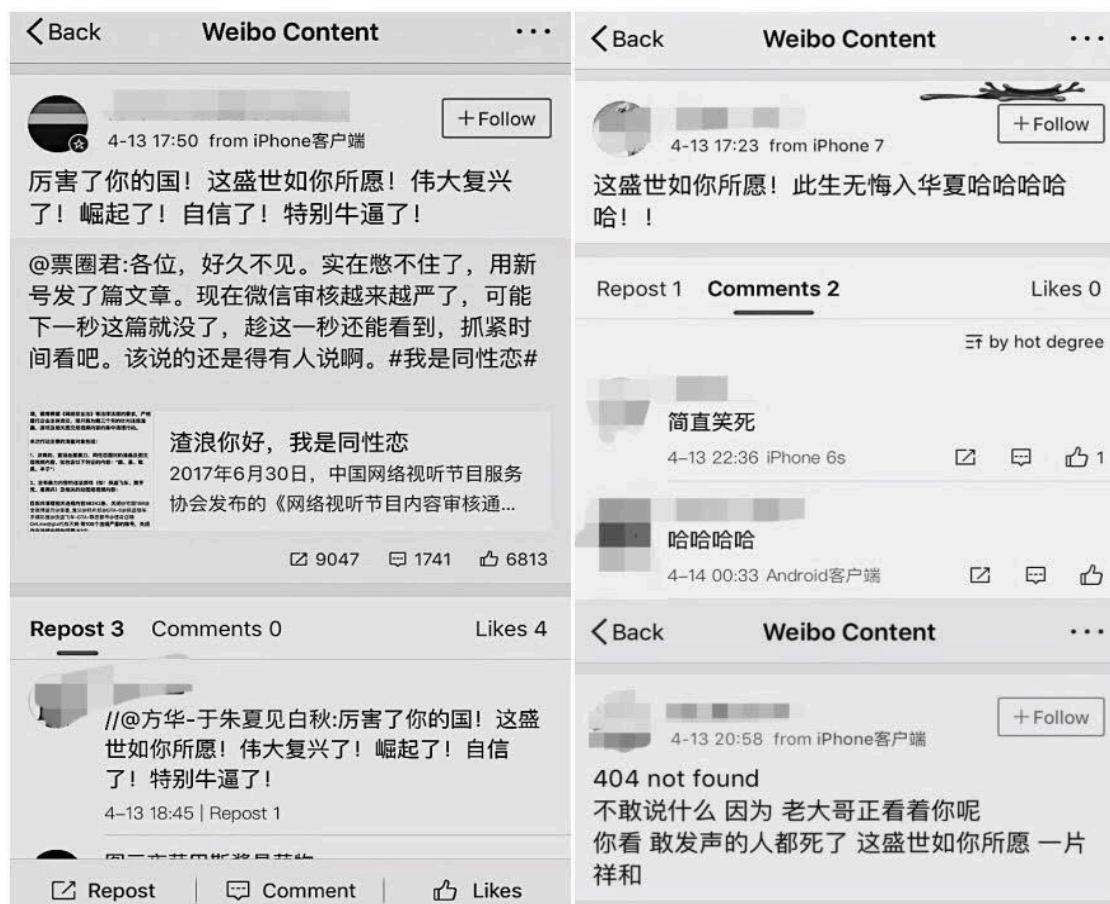 Back
Weibo Content
+Follow
4-13 17:50 from iPhone客户端
厉害了你的国！这盛世如你所愿！伟大复兴
了！崛起了！自信了！特别牛逼了！
@票圈君:各位，好久不见。实在憋不住了，用新
号发了篇文章。现在微信审核越来越严了，可能
下一秒这篇就没了，趁这一秒还能看到，抓紧时
间看吧。该说的还是得有人说啊。#我是同性恋#
渣浪你好，我是同性恋
2017年6月30日，中国网络视听节目服务
协会发布的《网络视听节目内容审核通...
9047 1741 6813
Repost 3 Comments 0 Likes 4
//@方华-于朱夏见白秋:厉害了你的国！这盛
世如你所愿！伟大复兴了！崛起了！自信
了！特别牛逼了！
4-13 18:45 | Repost 1
Repost Comment Likes
Back
Weibo Content
+Follow
4-13 17:23 from iPhone 7
这盛世如你所愿！此生无悔入华夏哈哈哈哈
哈！！
Repost 1 Comments 2 Likes 0
by hot degree
简直笑死
4-13 22:36 iPhone 6s 1
哈哈哈哈
4-14 00:33 Android客户端
Back
Weibo Content
+Follow
4-13 20:58 from iPhone客户端
404 not found
不敢说什么 因为 老大哥正看着你呢
你看 敢发声的人都死了 这盛世如你所愿 一片
祥和